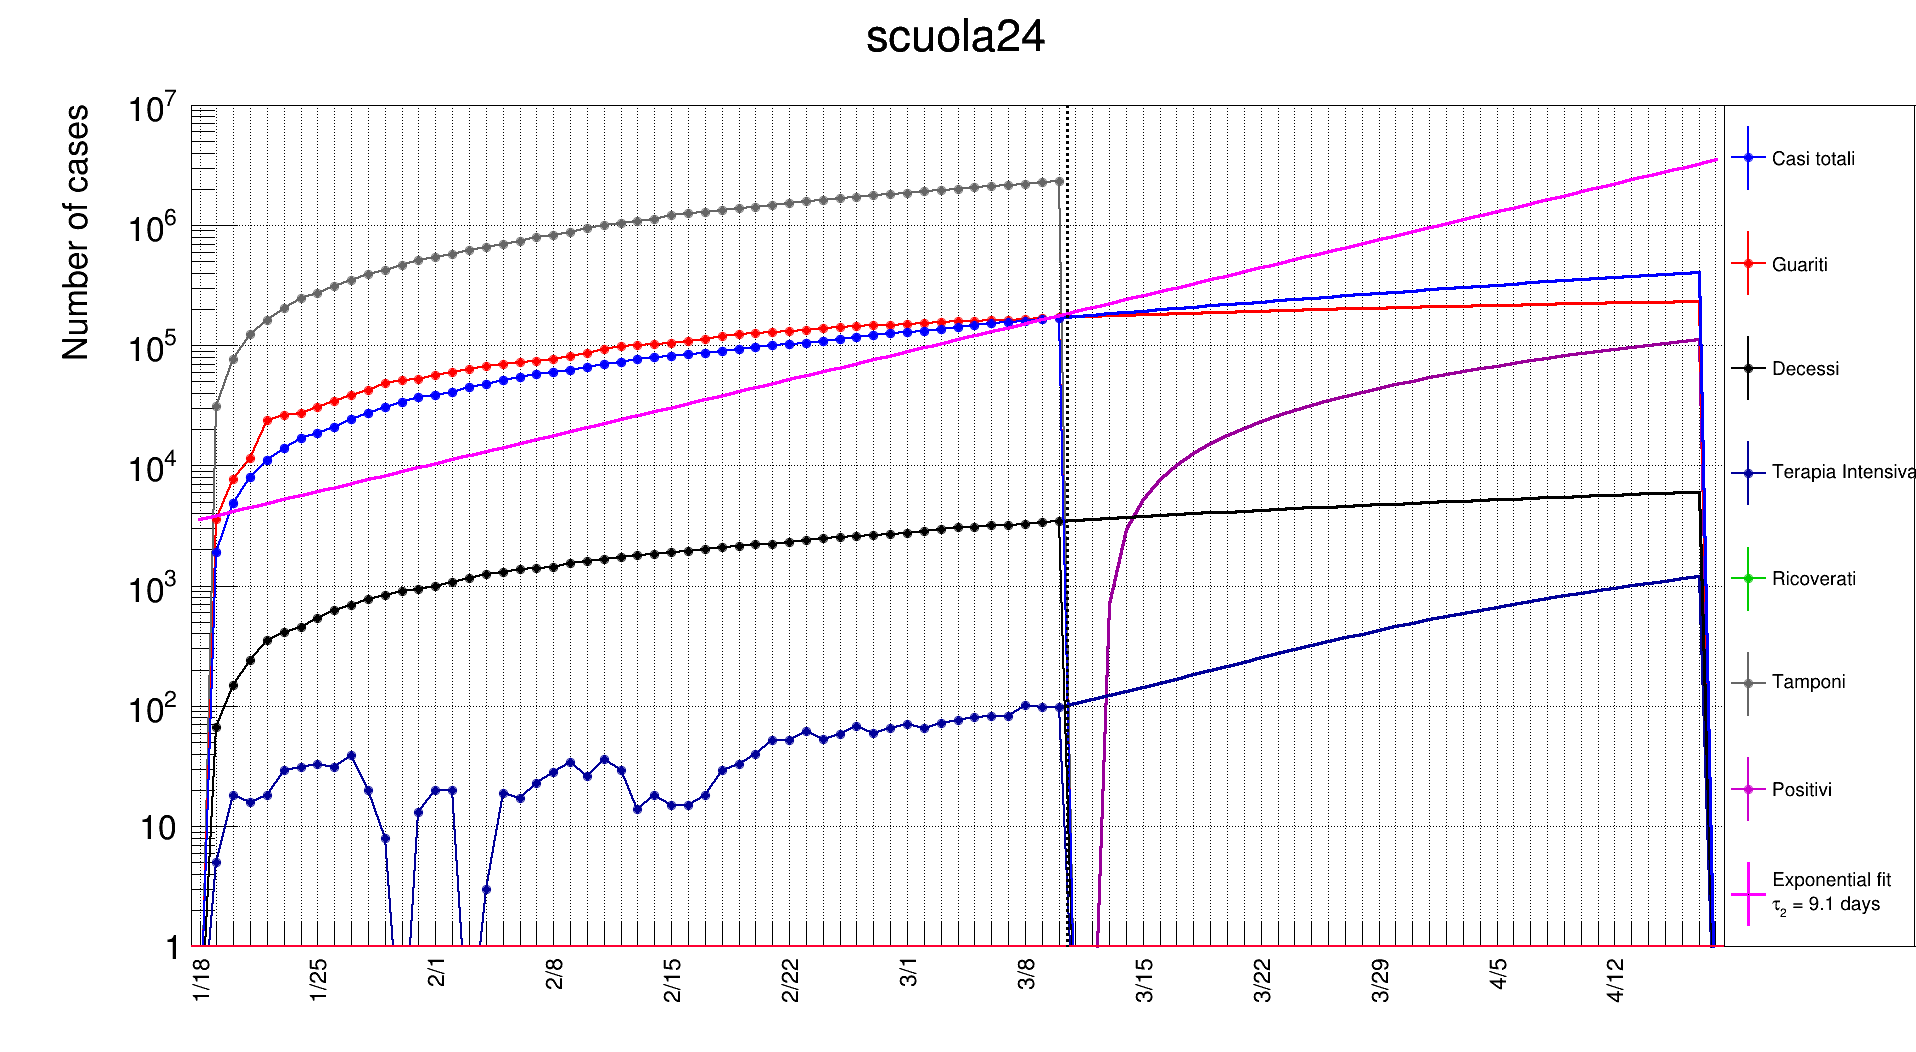 scuola24
Number of cases
10^7
10^6
10^5
10^4
10^3
10^2
10
1
1/18
1/25
2/1
2/8
2/15
2/22
3/1
3/8
3/15
3/22
3/29
4/5
4/12
Casi totali
Guariti
Decessi
Terapia Intensiva
Ricoverati
Tamponi
Positivi
Exponential fit
τ₂ = 9.1 days